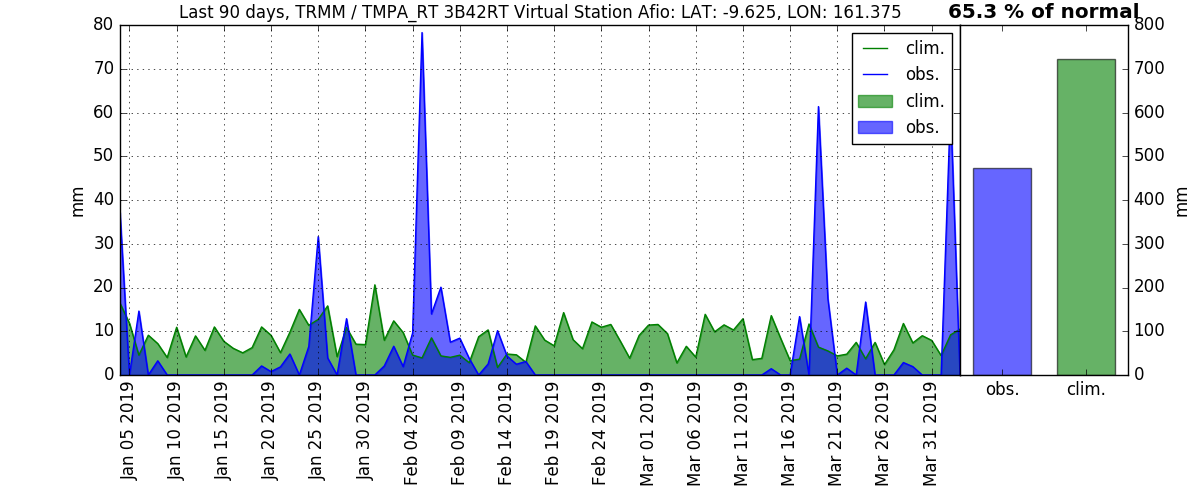 Last 90 days, TRMM / TMPA_RT 3B42RT Virtual Station Afio: LAT: -9.625, LON: 161.375
65.3 % of normal
80
70
60
50
40
30
20
10
0
mm
clim.
obs.
clim.
obs.
800
700
600
500
400
300
200
100
0
mm
Jan 05 2019
Jan 10 2019
Jan 15 2019
Jan 20 2019
Jan 25 2019
Jan 30 2019
Feb 04 2019
Feb 09 2019
Feb 14 2019
Feb 19 2019
Feb 24 2019
Mar 01 2019
Mar 06 2019
Mar 11 2019
Mar 16 2019
Mar 21 2019
Mar 26 2019
Mar 31 2019
obs.
clim.